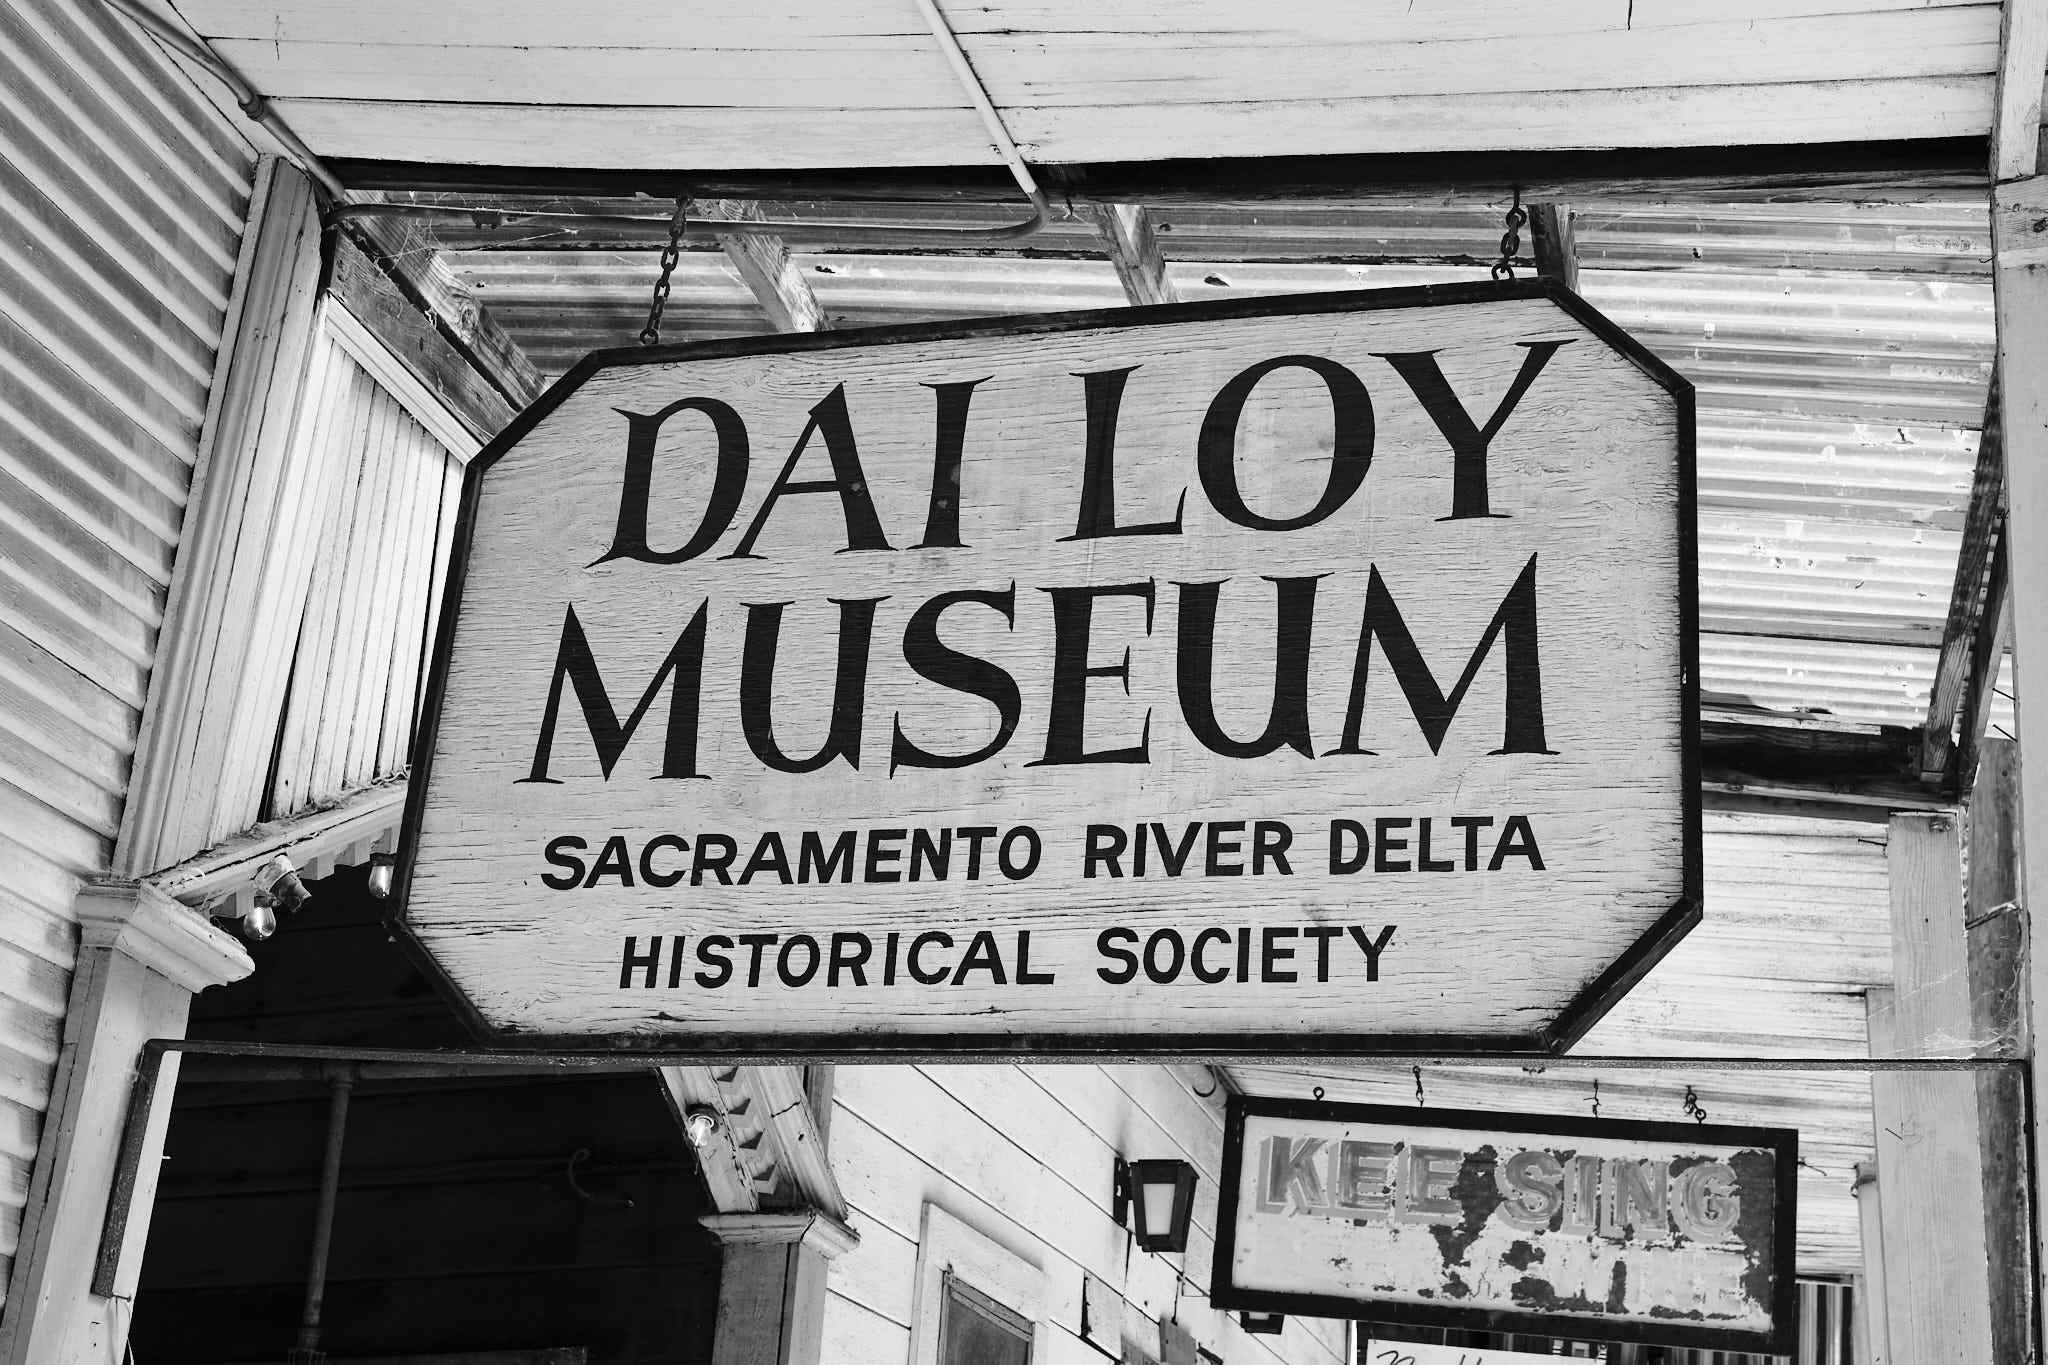 DAI LOY
MUSEUM
SACRAMENTO RIVER DELTA
HISTORICAL SOCIETY
KEE SING